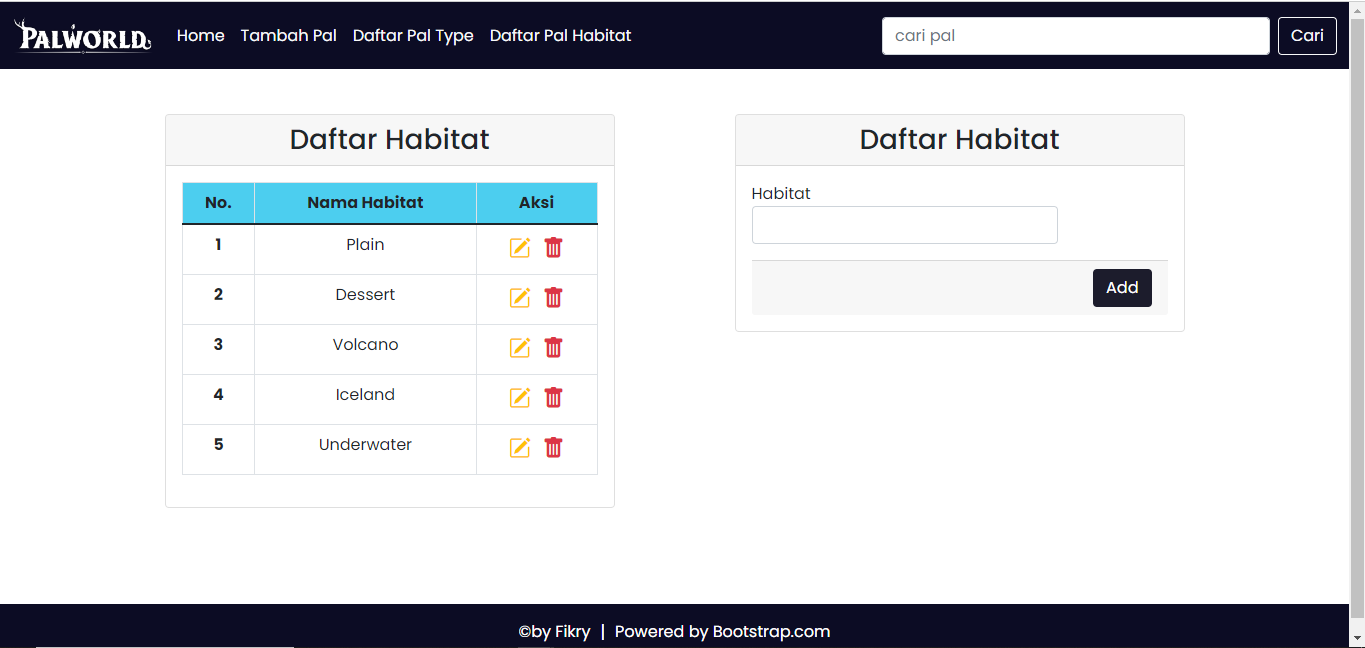 PALWORLD Home Tambah Pal Daftar Pal Type Daftar Pal Habitat cari pal Cari
Daftar Habitat
No. Nama Habitat Aksi
1 Plain
2 Dessert
3 Volcano
4 Iceland
5 Underwater
Daftar Habitat
Habitat
Add
©by Fikry | Powered by Bootstrap.com